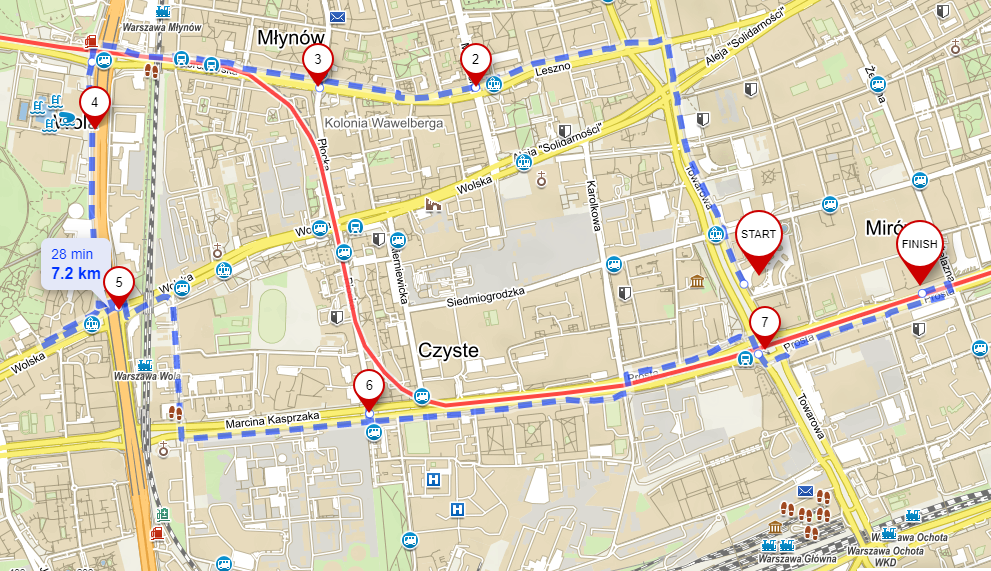 Warszawa Młynów
Młynów
3
2
Leszno
Aleja "Solidarności"
4
Kolonia Wawelberga
Płocka
Aleja "Solidarności"
Wolska
Karolkowa
Towarowa
START
Mirów
FINISH
28 min
7.2 km
5
Wolska
Siedmiogrodzka
Prosta
7
Prosta
Wolska
Czyste
Prosta
Warszawa Wola
6
Marcina Kasprzaka
Towarowa
Warszawa Ochota
Warszawa Główna
Warszawa Ochota
WKD